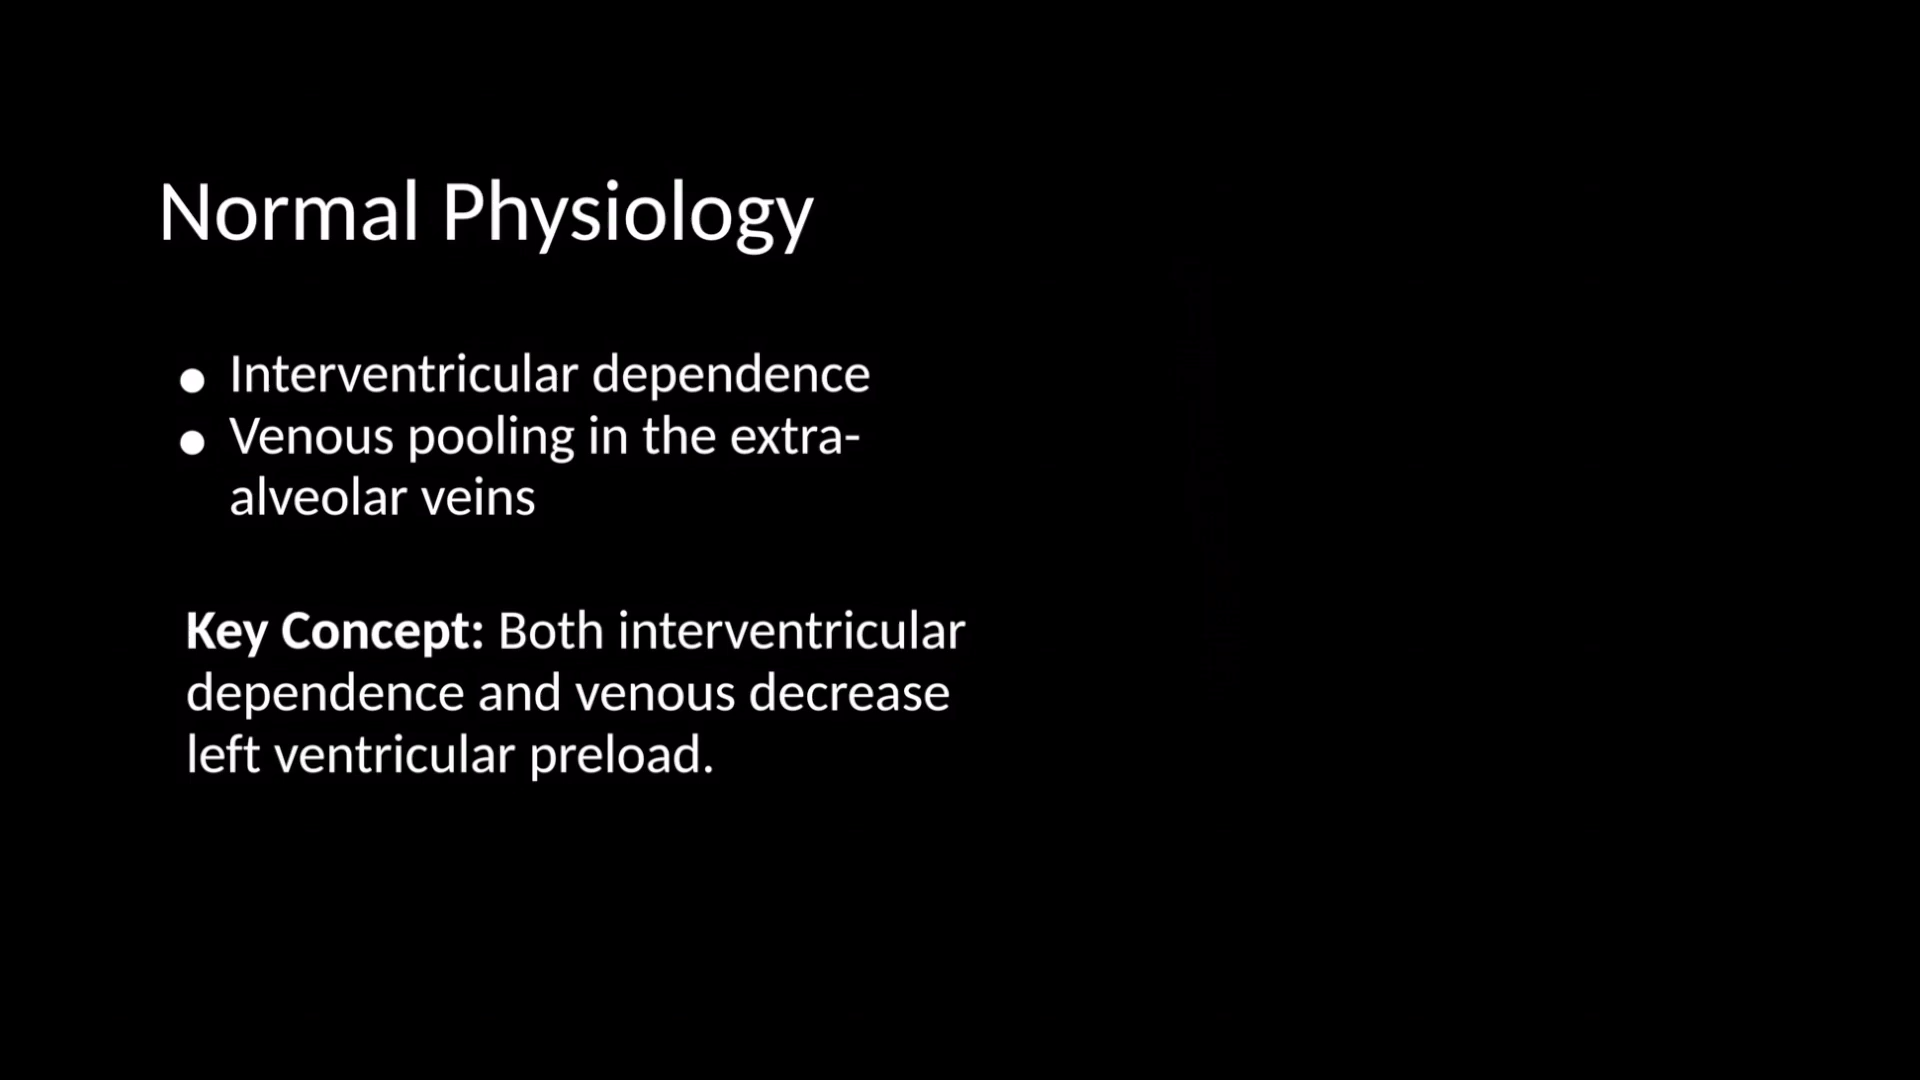 Normal Physiology
● Interventricular dependence
● Venous pooling in the extra-
alveolar veins
Key Concept: Both interventricular
dependence and venous decrease
left ventricular preload.